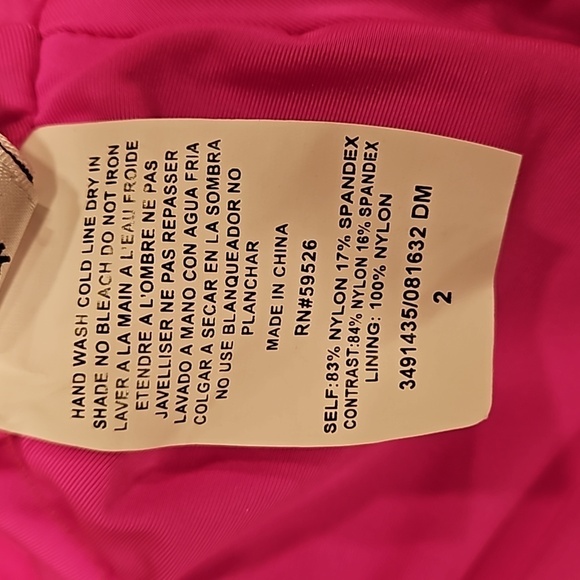 HAND WASH COLD LINE DRY IN
SHADE NO BLEACH DO NOT IRON
LAVER A LA MAIN A L'EAU FROIDE
ETENDRE A L'OMBRE NE PAS
JAVELLISER NE PAS REPASSER
LAVADO A MANO CON AGUA FRIA
COLGAR A SECAR EN LA SOMBRA
NO USE BLANQUEADOR NO
PLANCHAR
MADE IN CHINA
RN#59526
SELF:83% NYLON 17% SPANDEX
CONTRAST:84% NYLON 16% SPANDEX
LINING: 100% NYLON
3491435/081632 DM
2